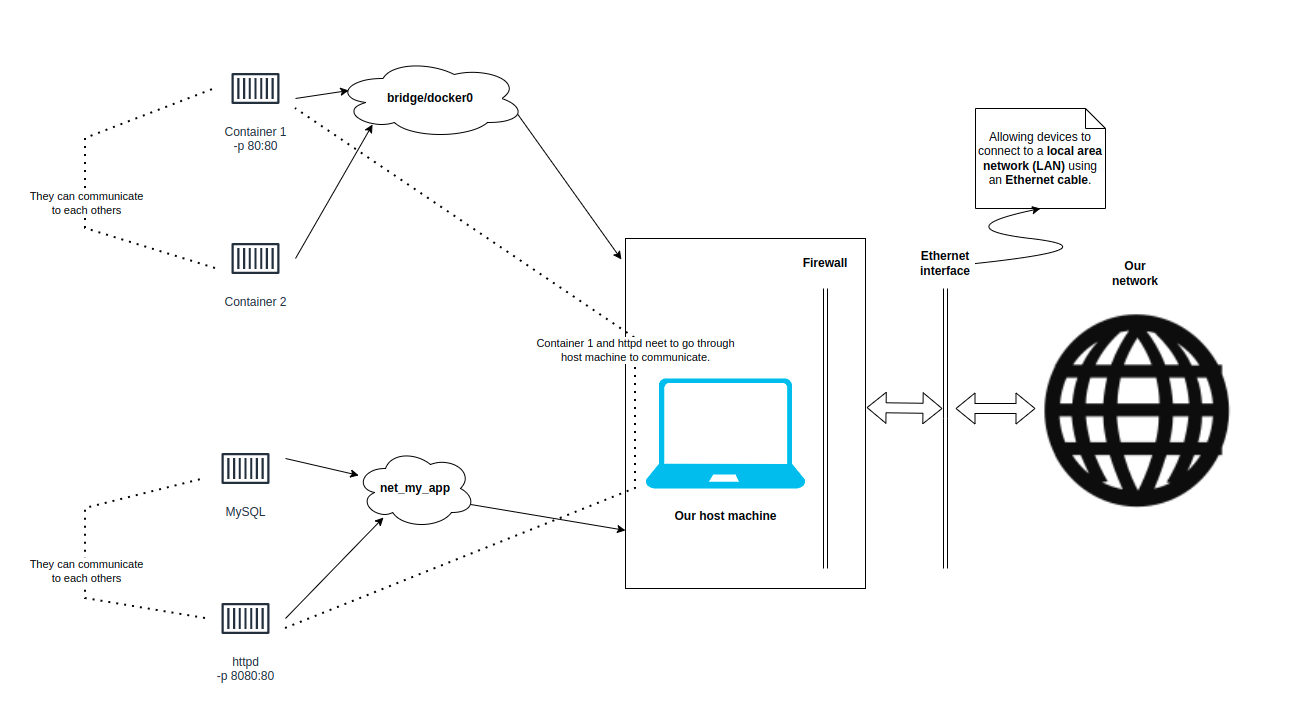 bridge/docker0
Container 1
-p 80:80
They can communicate
to each others
Container 2
Allowing devices to
connect to a local area
network (LAN) using
an Ethernet cable.
Firewall
Ethernet
interface
Our
network
Container 1 and httpd neet to go through
host machine to communicate.
Our host machine
net_my_app
MySQL
They can communicate
to each others
httpd
-p 8080:80